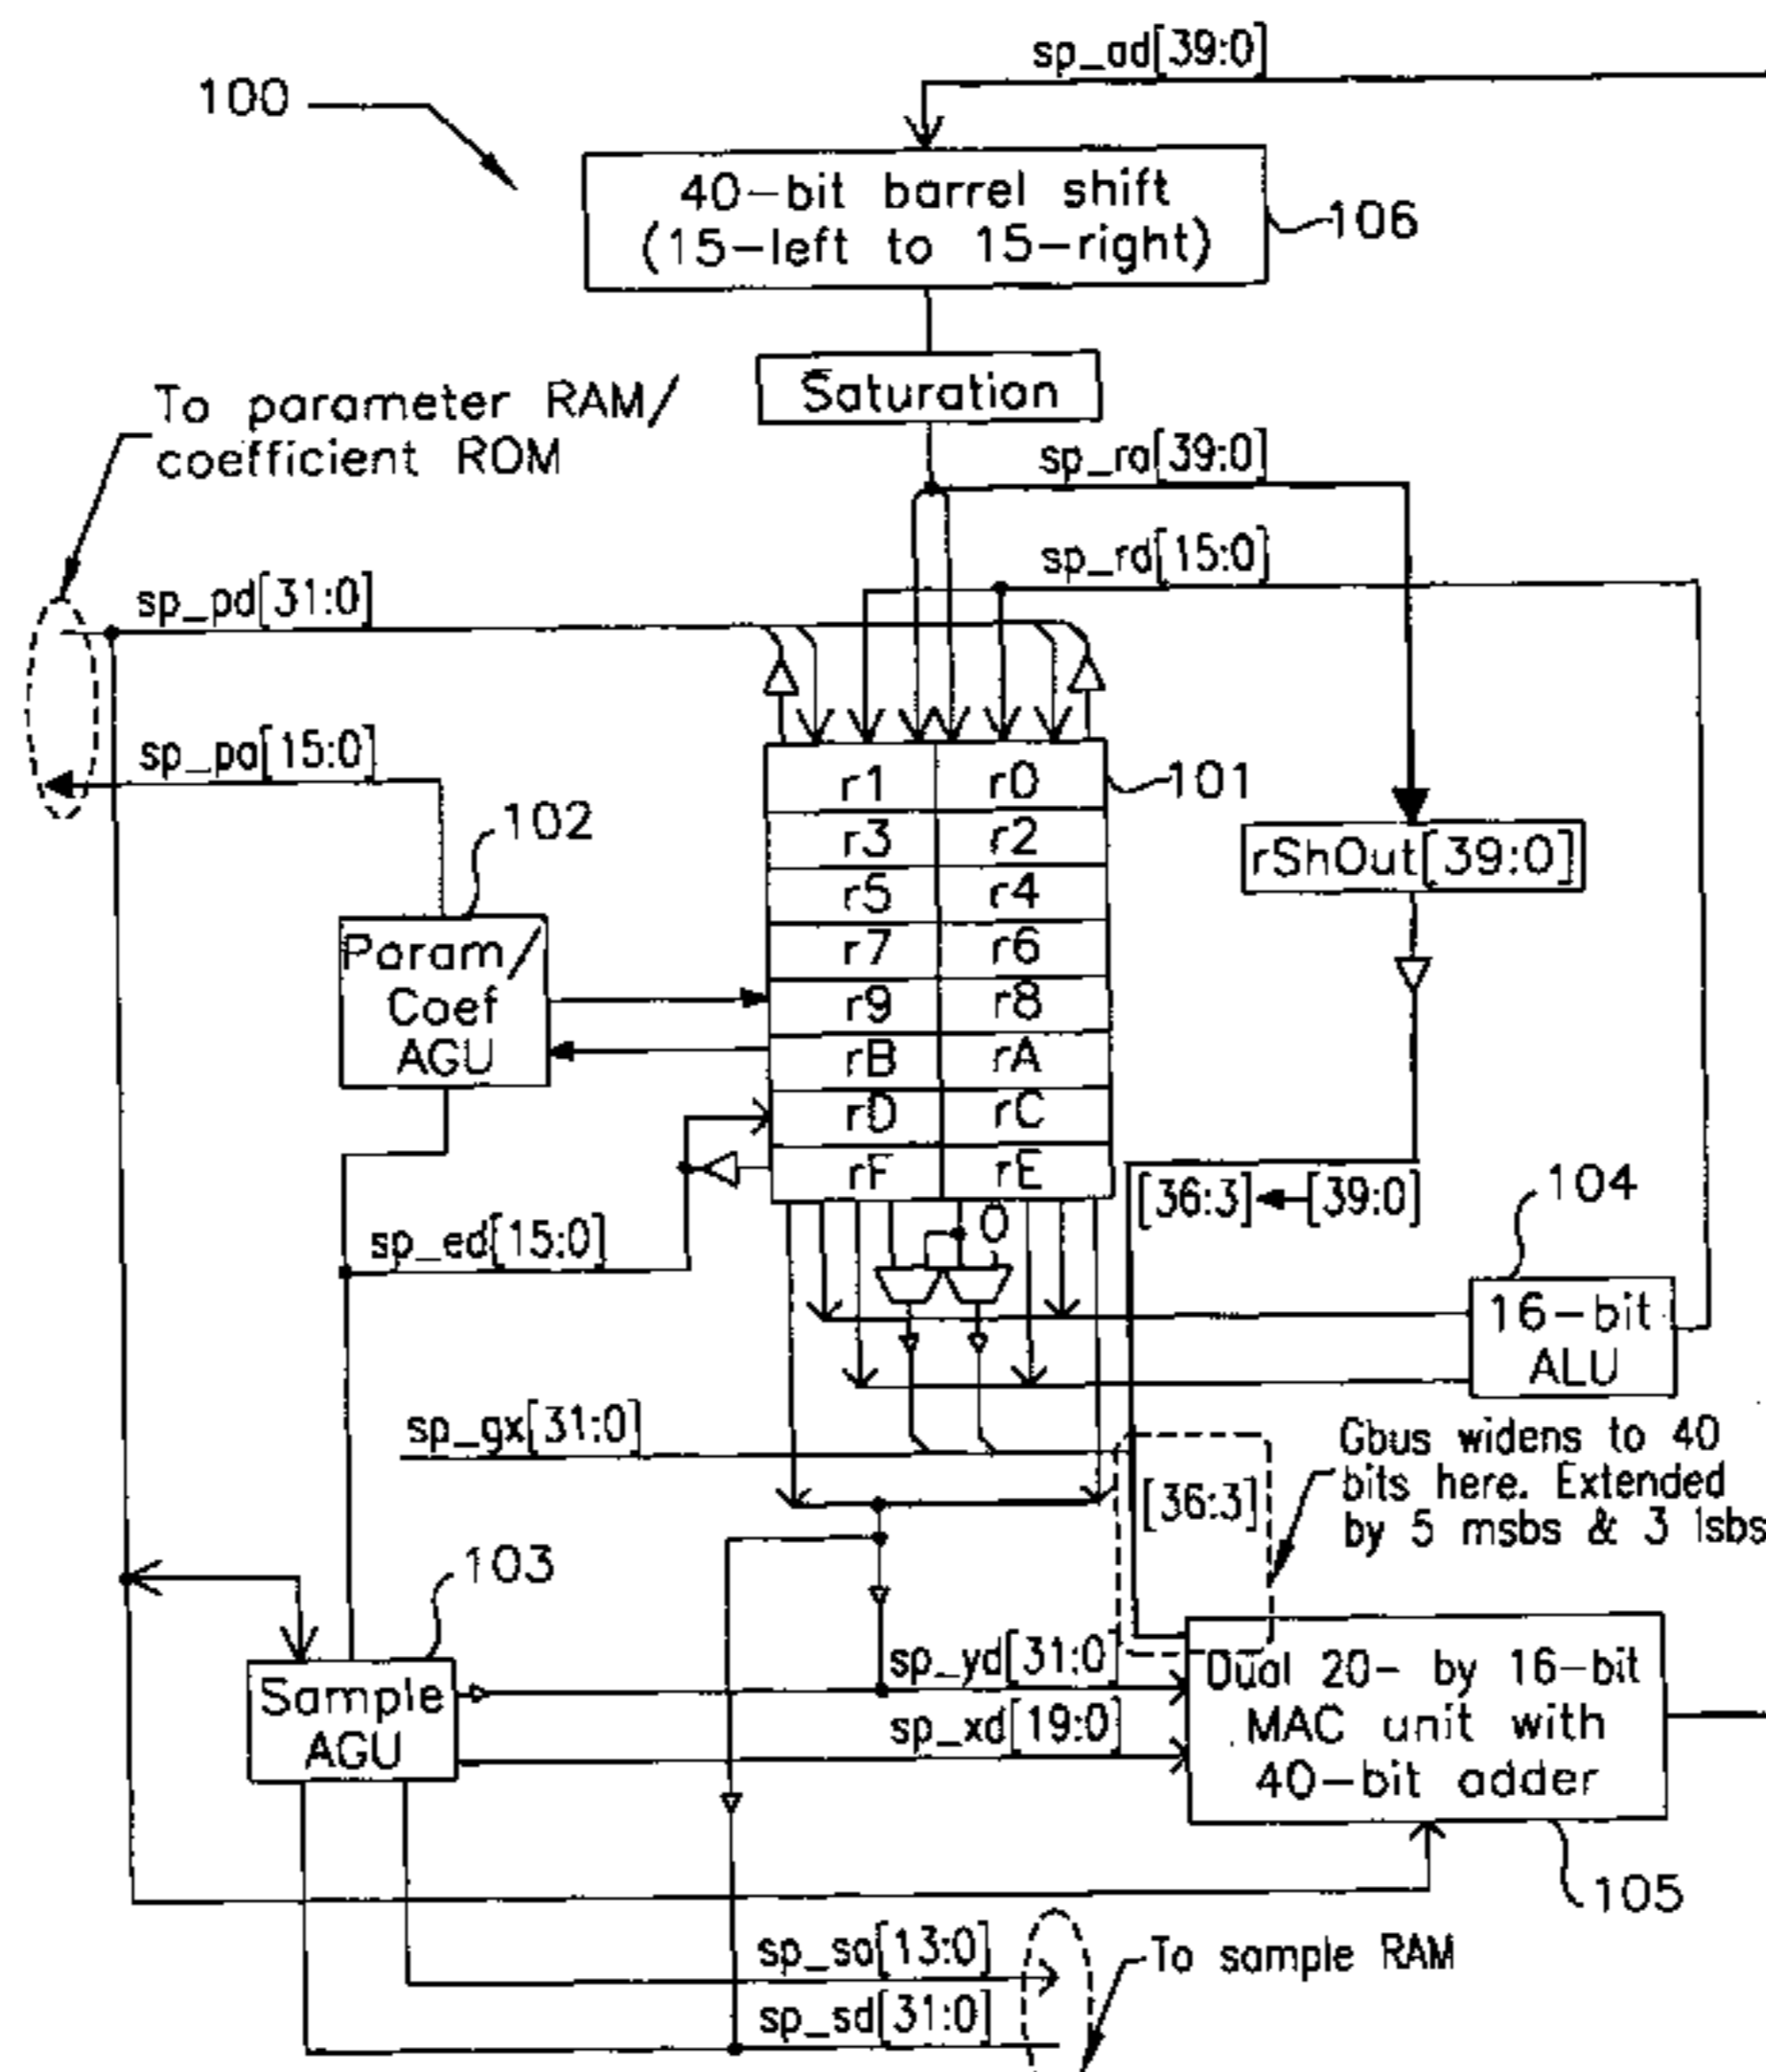 sp_ad[39:0]
100
40-bit barrel shift
(15-left to 15-right)
106
Saturation
To parameter RAM/
coefficient ROM
sp_ra[39:0]
sp_rd[15:0]
sp_pd[31:0]
sp_pa[15:0]
r1 r0
101
r3 r2
r5 r4
r7 r6
r9 r8
rB rA
rD rC
rF rE
102
rShOut[39:0]
Param/
Coef
AGU
[36:3] [39:0]
104
0
sp_ed[15:0]
16-bit
ALU
sp_gx[31:0]
Gbus widens to 40
bits here. Extended
by 5 msbs & 3 lsbs
[36:3]
103
sp_yd[31:0]
Sample
AGU
sp_xd[19:0]
Dual 20- by 16-bit
MAC unit with
40-bit adder
105
sp_sa[13:0]
To sample RAM
sp_sd[31:0]